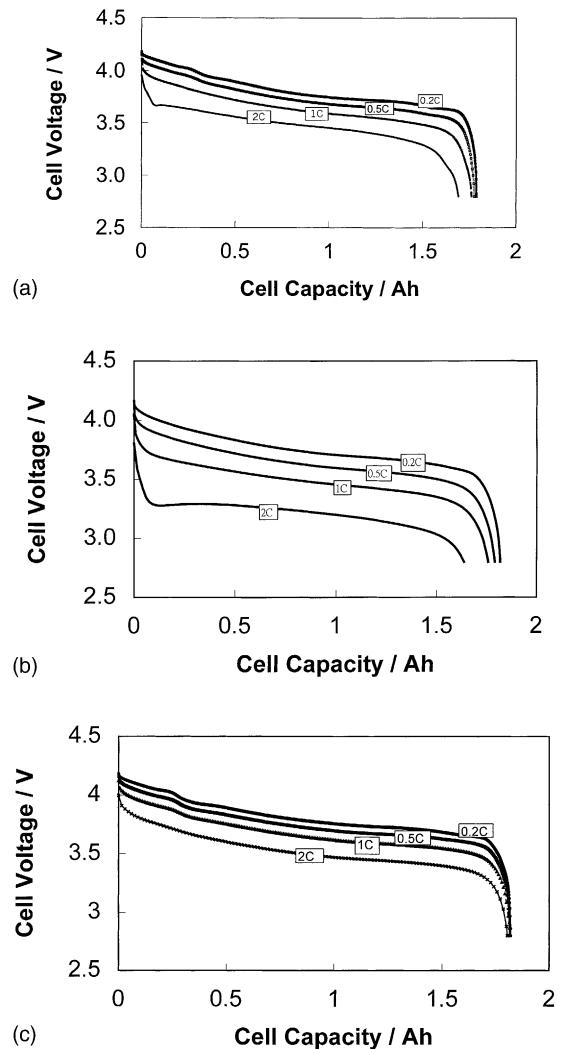 4.5
4.0
3.5
3.0
2.5
Cell Voltage / V
0.2C
0.5C
1C
2C
0 0.5 1 1.5 2
(a)
Cell Capacity / Ah
4.5
4.0
3.5
3.0
2.5
Cell Voltage / V
0.2C
0.5C
1C
2C
0 0.5 1 1.5 2
(b)
Cell Capacity / Ah
4.5
4
3.5
3
2.5
Cell Voltage / V
0.2C
0.5C
1C
2C
0 0.5 1 1.5 2
(c)
Cell Capacity / Ah